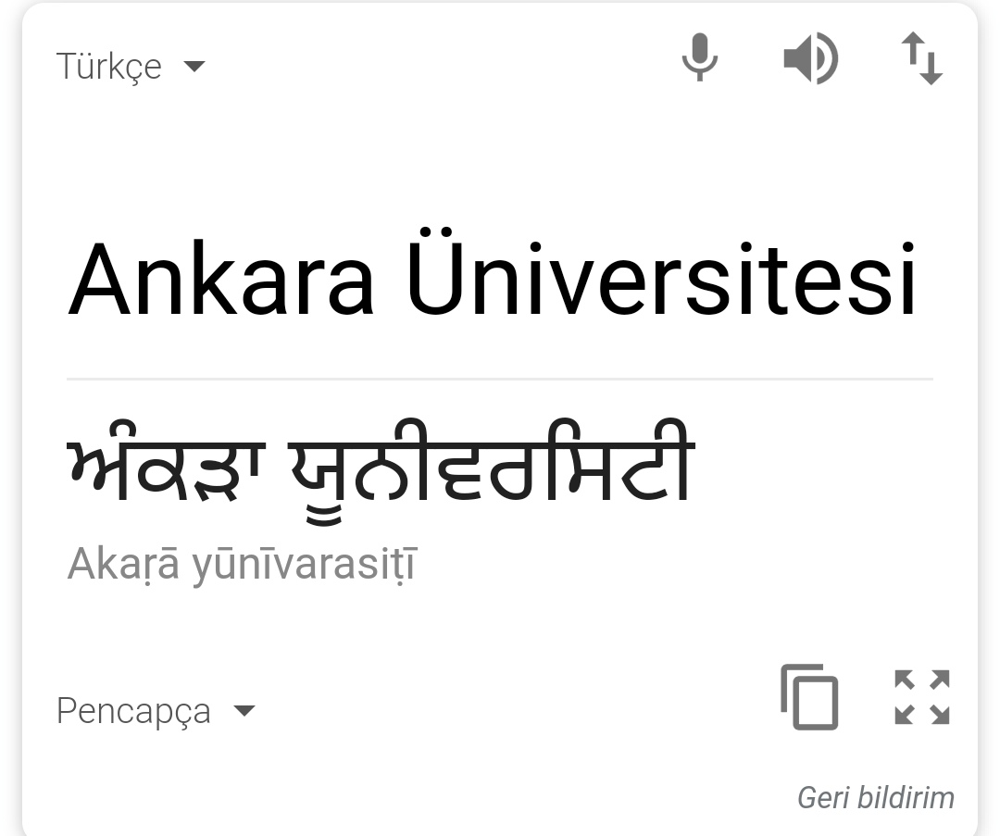 Türkçe
Ankara Üniversitesi
ਅੰਕੜਾ ਯੂਨੀਵਰਸਿਟੀ
Akaṛā yūnīvarasiṭī
Pencapça
Geri bildirim